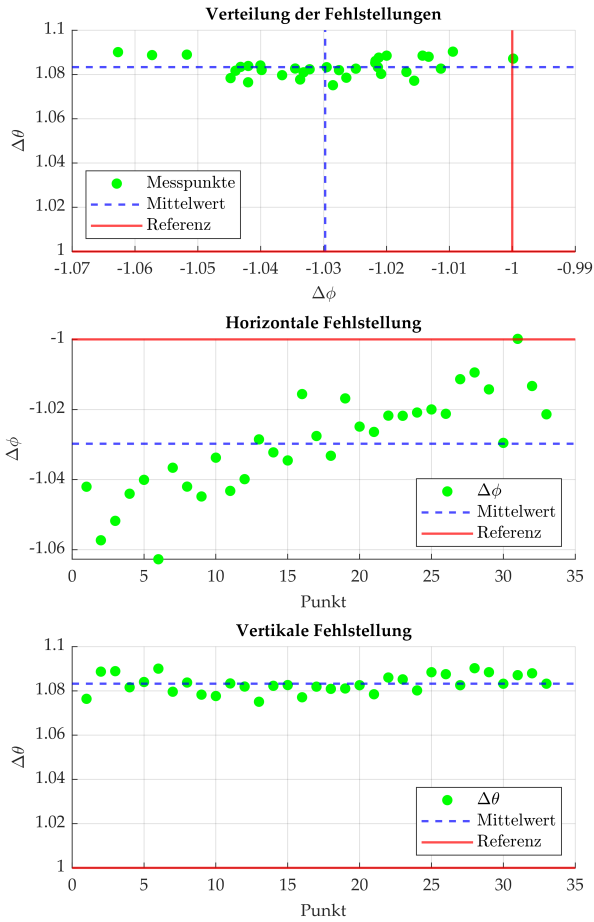 Verteilung der Fehlstellungen
1.1
1.08
1.06
1.04
1.02
1
Δθ
Messpunkte
Mittelwert
Referenz
-1.07 -1.06 -1.05 -1.04 -1.03 -1.02 -1.01 -1 -0.99
Δϕ
Horizontale Fehlstellung
-1
-1.02
-1.04
-1.06
Δϕ
Δϕ
Mittelwert
Referenz
0 5 10 15 20 25 30 35
Punkt
Vertikale Fehlstellung
1.1
1.08
1.06
1.04
1.02
1
Δθ
Δθ
Mittelwert
Referenz
0 5 10 15 20 25 30 35
Punkt